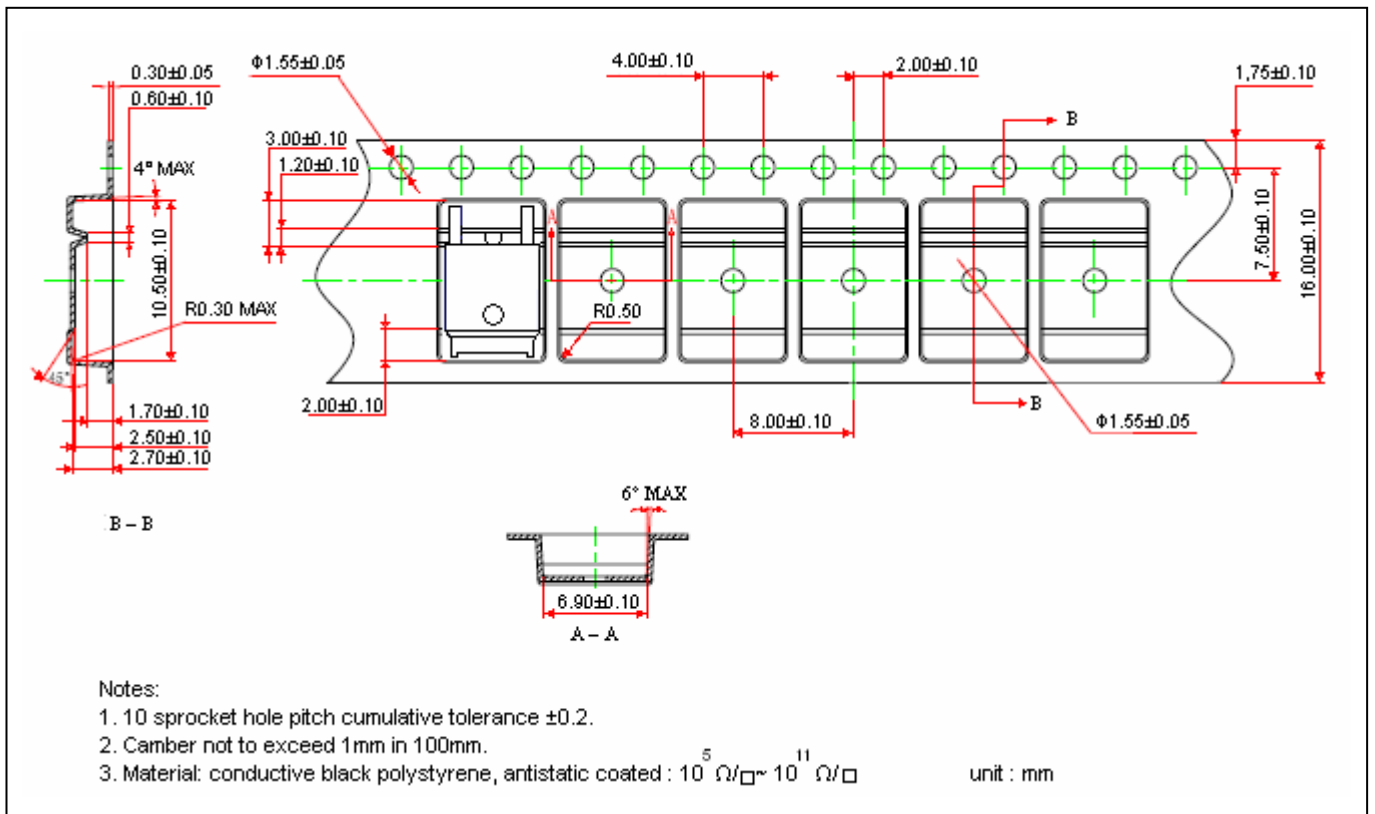 0.30±0.05
0.60±0.10
4° MAX
10.50±0.10
R0.30 MAX
45°
1.70±0.10
2.50±0.10
2.70±0.10
B – B
Φ1.55±0.05
4.00±0.10
2.00±0.10
1,75±0.10
3.00±0.10
1.20±0.10
B
A
A
7.50±0.10
16.00±0.10
R0.50
2.00±0.10
8.00±0.10
B
Φ1.55±0.05
6° MAX
6.90±0.10
A – A
Notes:
1. 10 sprocket hole pitch cumulative tolerance ±0.2.
2. Camber not to exceed 1mm in 100mm.
3. Material: conductive black polystyrene, antistatic coated : 10⁵ Ω/□~ 10¹¹ Ω/□ unit : mm